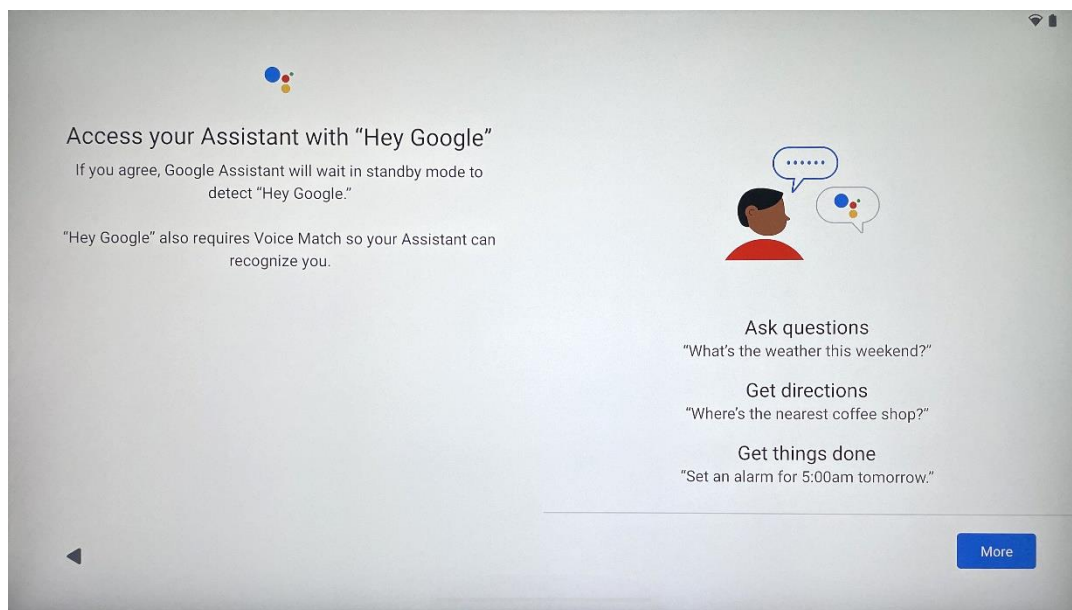 Access your Assistant with “Hey Google”
If you agree, Google Assistant will wait in standby mode to
detect “Hey Google.”
“Hey Google” also requires Voice Match so your Assistant can
recognize you.
Ask questions
“What’s the weather this weekend?”
Get directions
“Where’s the nearest coffee shop?”
Get things done
“Set an alarm for 5:00am tomorrow.”
More